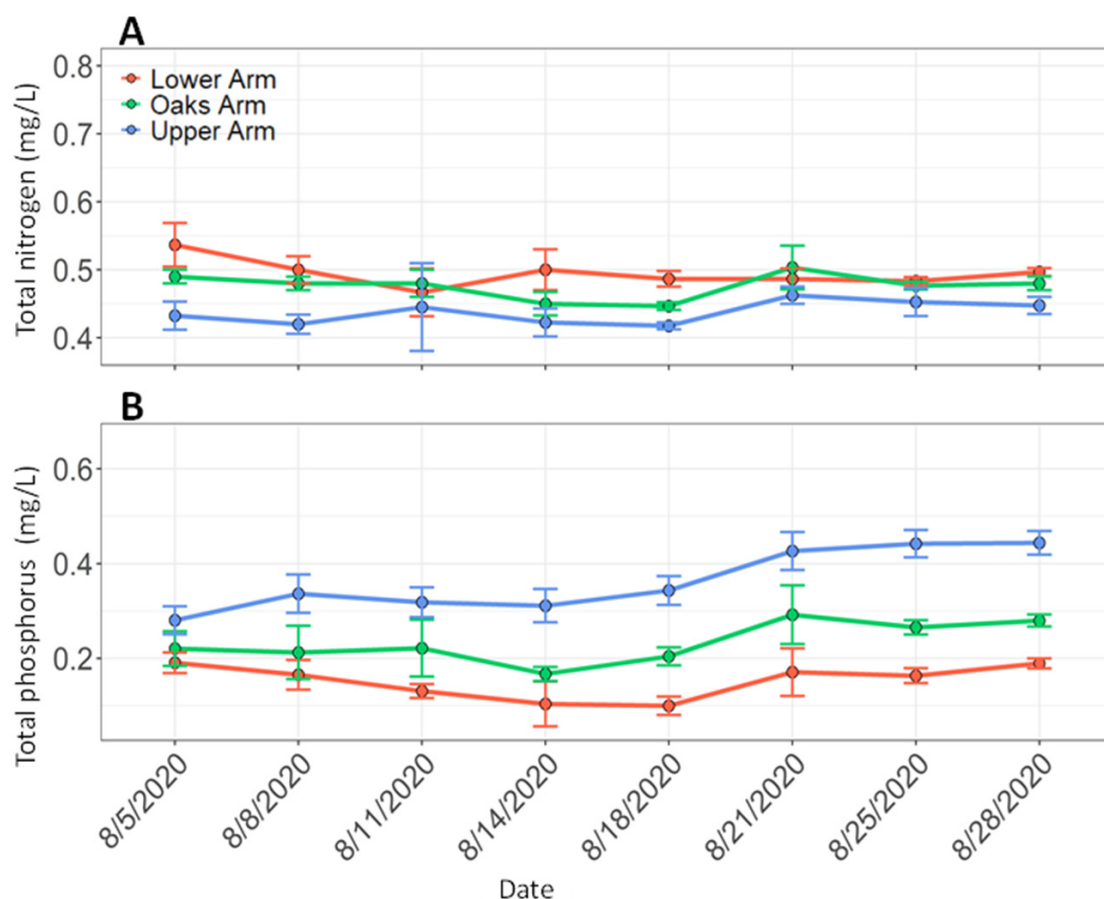 A
Total nitrogen (mg/L)
0.8
0.7
0.6
0.5
0.4
Lower Arm
Oaks Arm
Upper Arm
B
Total phosphorus (mg/L)
0.6
0.4
0.2
8/5/2020
8/8/2020
8/11/2020
8/14/2020
8/18/2020
8/21/2020
8/25/2020
8/28/2020
Date